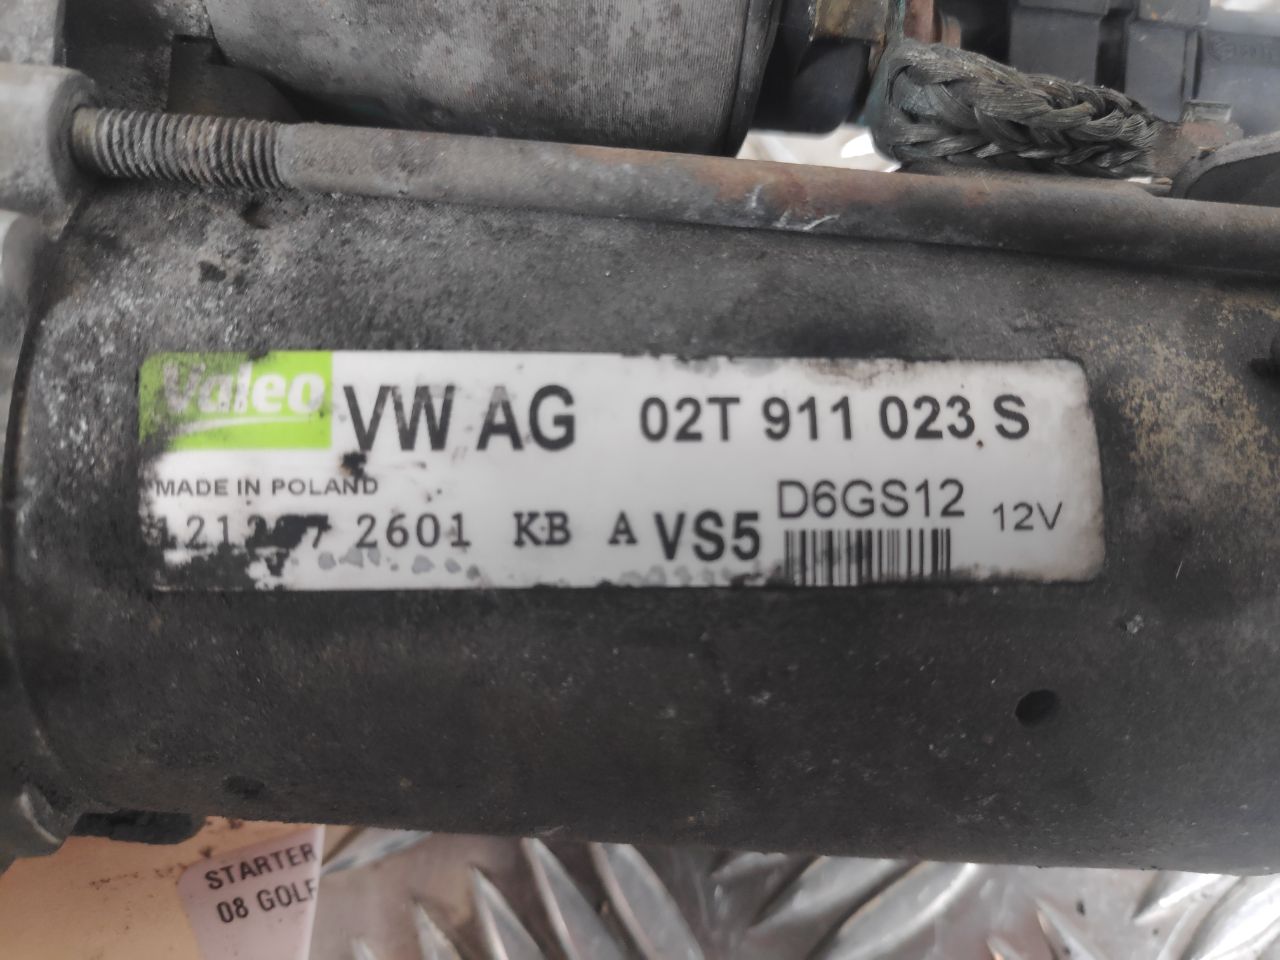 Valeo VW AG 02T 911 023 S
MADE IN POLAND
2601 KB A VS5 D6GS12 12V
STARTER
08 GOLF